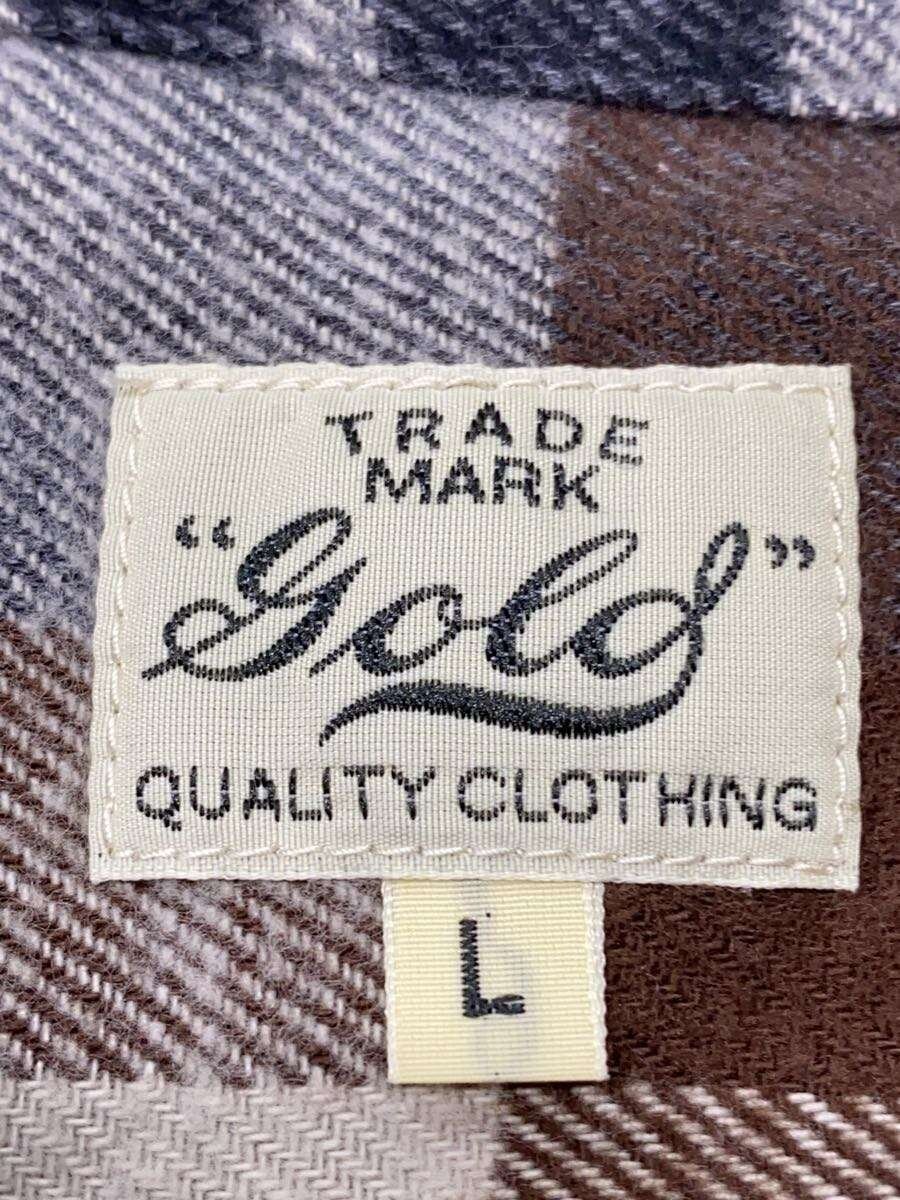 TRADE
MARK
“Gold”
QUALITY CLOTHING
L